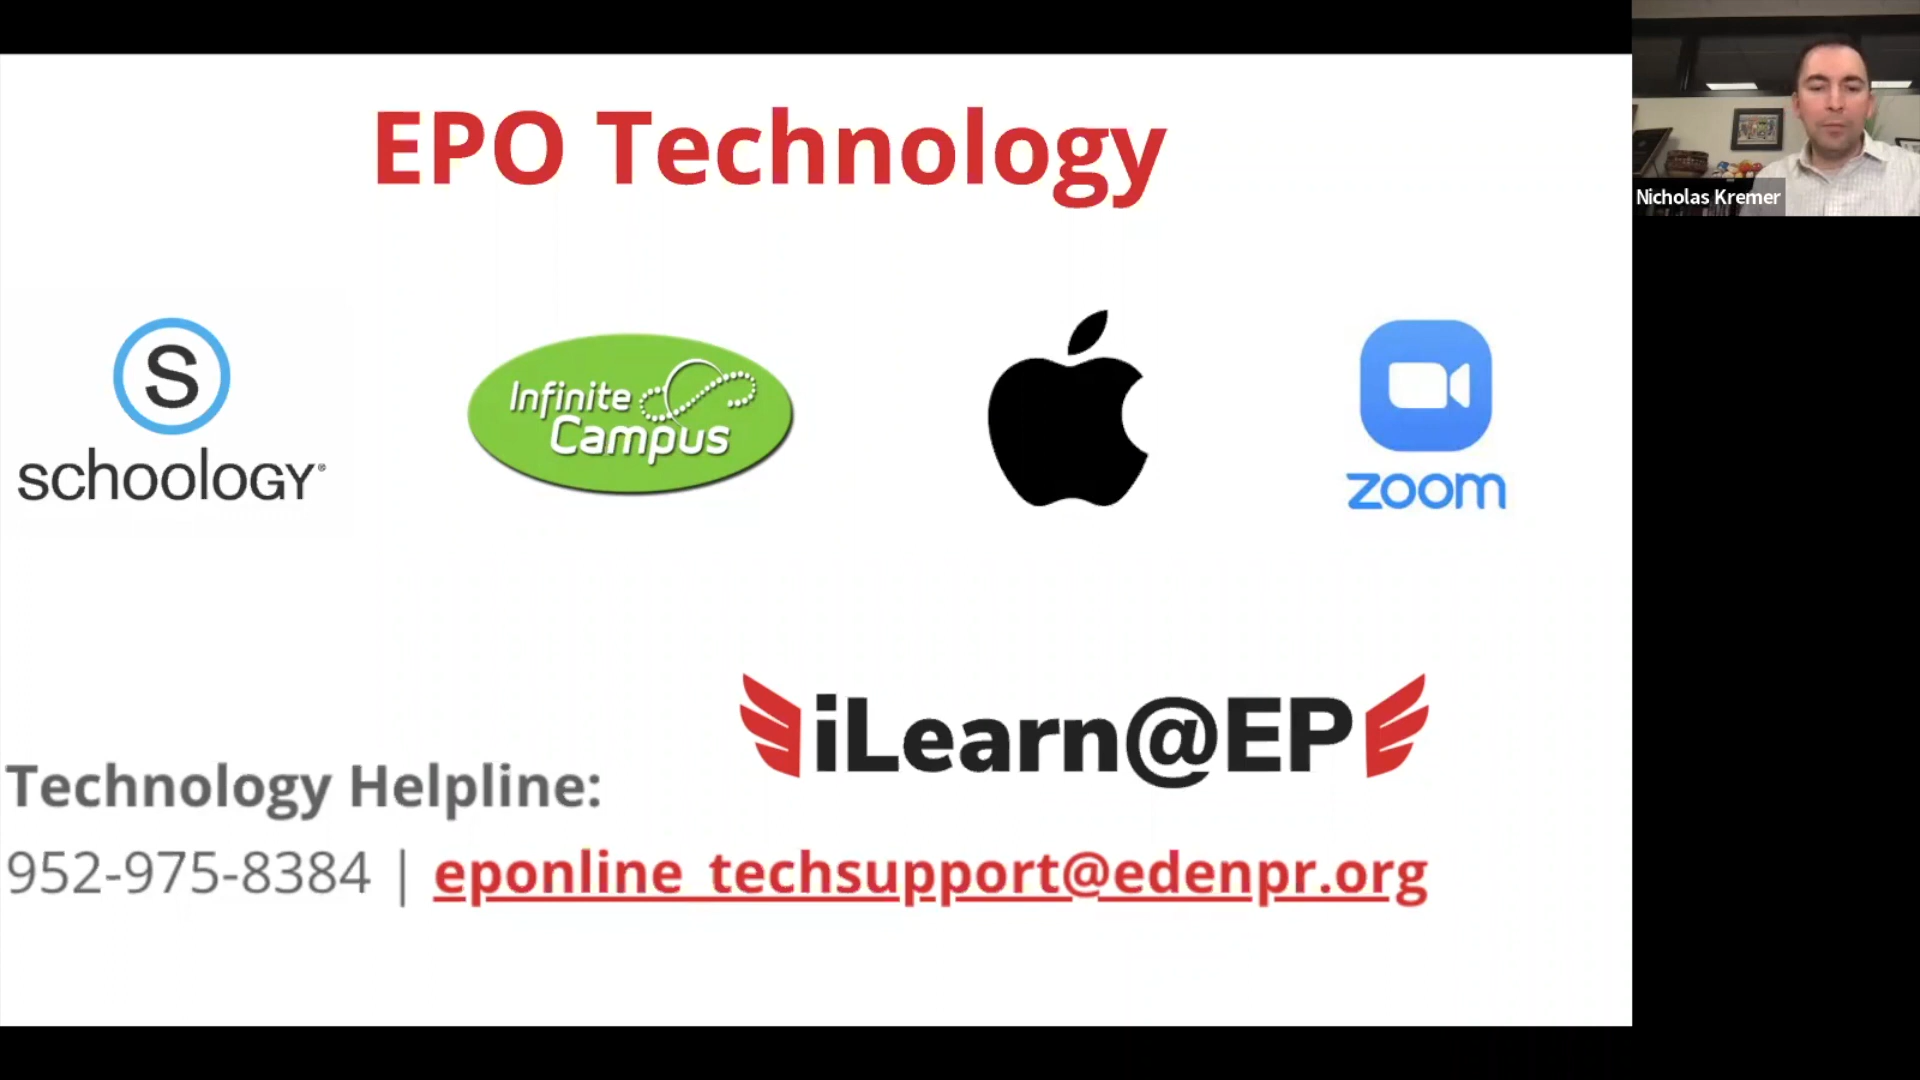 EPO Technology
Nicholas Kremer
S
schoology®
Infinite
Campus
zoom
iLearn@EP
Technology Helpline:
952-975-8384 | eponline_techsupport@edenpr.org